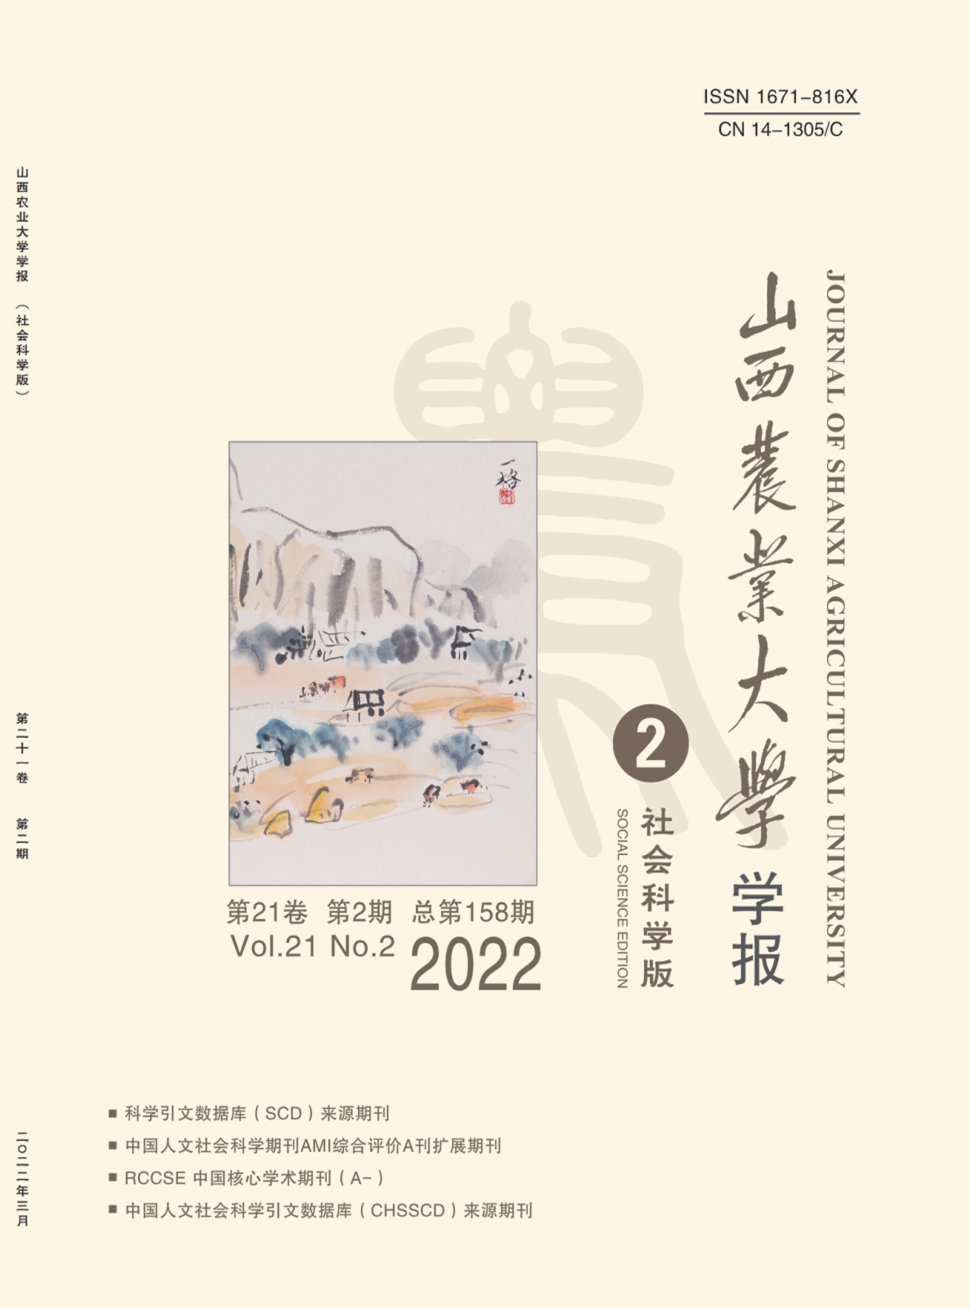 ISSN 1671-816X
CN 14-1305/C
山西農業大學学报
JOURNAL OF SHANXI AGRICULTURAL UNIVERSITY
2
社会科学版
SOCIAL SCIENCE EDITION
一格
第21卷 第2期 总第158期
Vol.21 No.2
2022
■ 科学引文数据库（SCD）来源期刊
■ 中国人文社会科学期刊AMI综合评价A刊扩展期刊
■ RCCSE 中国核心学术期刊（A-）
■ 中国人文社会科学引文数据库（CHSSCD）来源期刊
山西农业大学学报（社会科学版）
第二十一卷 第二期
二〇二二年三月